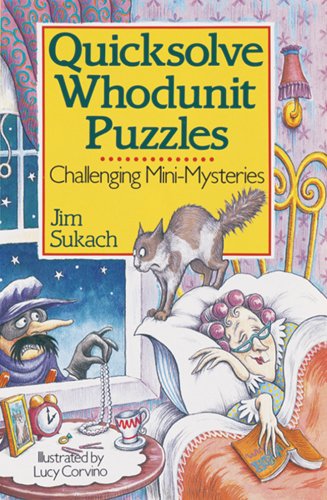 Quicksolve
Whodunit
Puzzles
Challenging Mini-Mysteries
Jim
Sukach
Illustrated by
Lucy Corvino